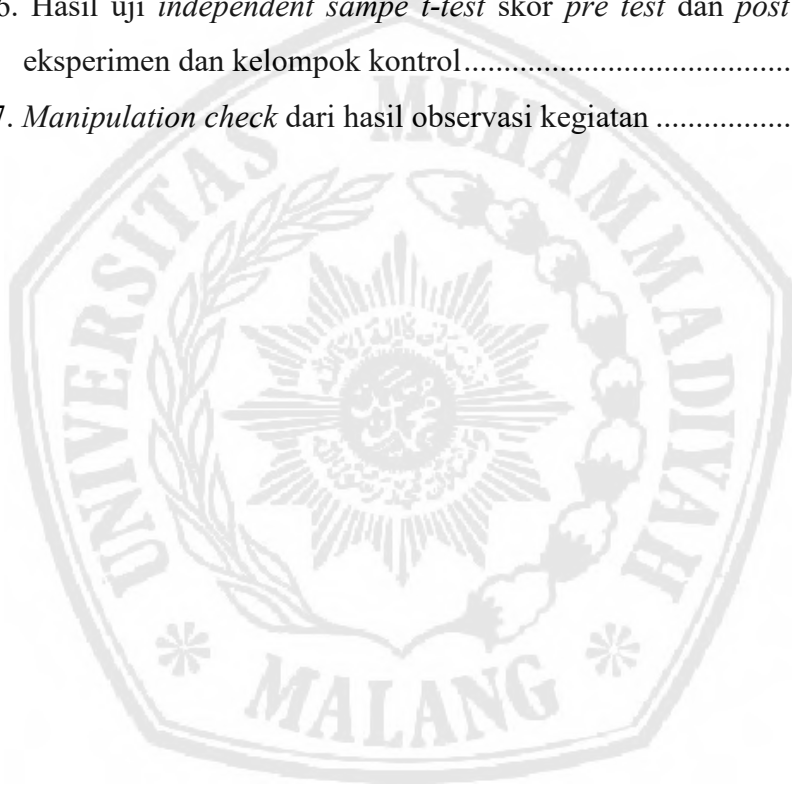 6. Hasil uji independent sampe t-test skor pre test dan post
eksperimen dan kelompok kontrol.......................................
7. Manipulation check dari hasil observasi kegiatan .................
UNIVERSITAS MUHAMMADIYAH
MALANG